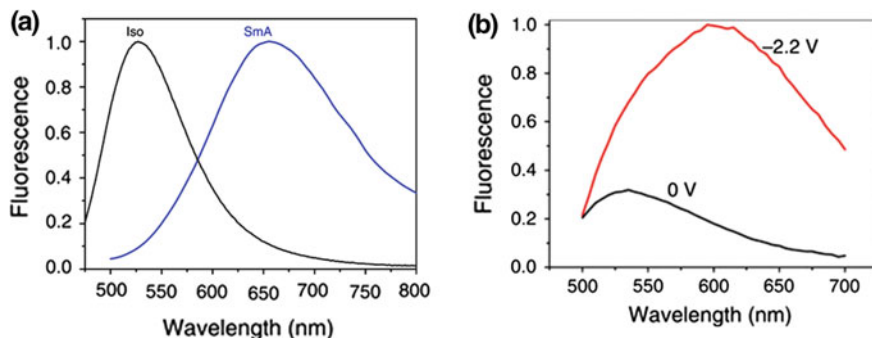 (a)
Iso
SmA
1.0
0.8
0.6
0.4
0.2
0.0
Fluorescence
500 550 600 650 700 750 800
Wavelength (nm)
(b)
−2.2 V
0 V
1.0
0.8
0.6
0.4
0.2
0.0
Fluorescence
500 550 600 650 700
Wavelength (nm)